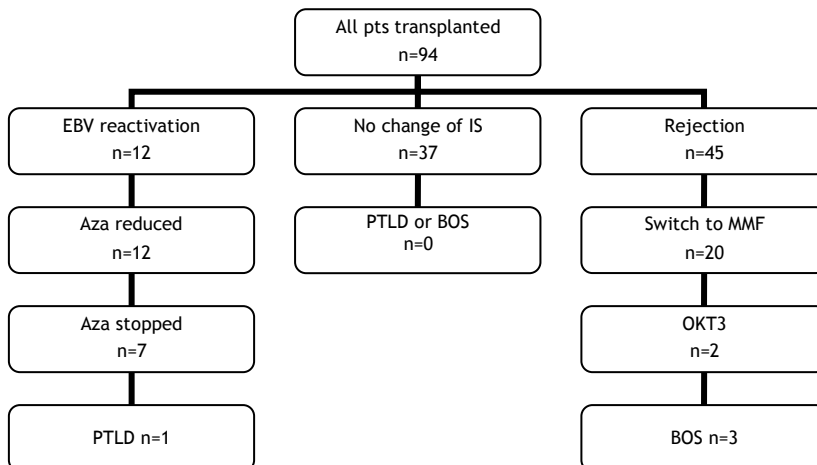 All pts transplanted
n=94
EBV reactivation
n=12
No change of IS
n=37
Rejection
n=45
Aza reduced
n=12
PTLD or BOS
n=0
Switch to MMF
n=20
Aza stopped
n=7
OKT3
n=2
PTLD n=1
BOS n=3